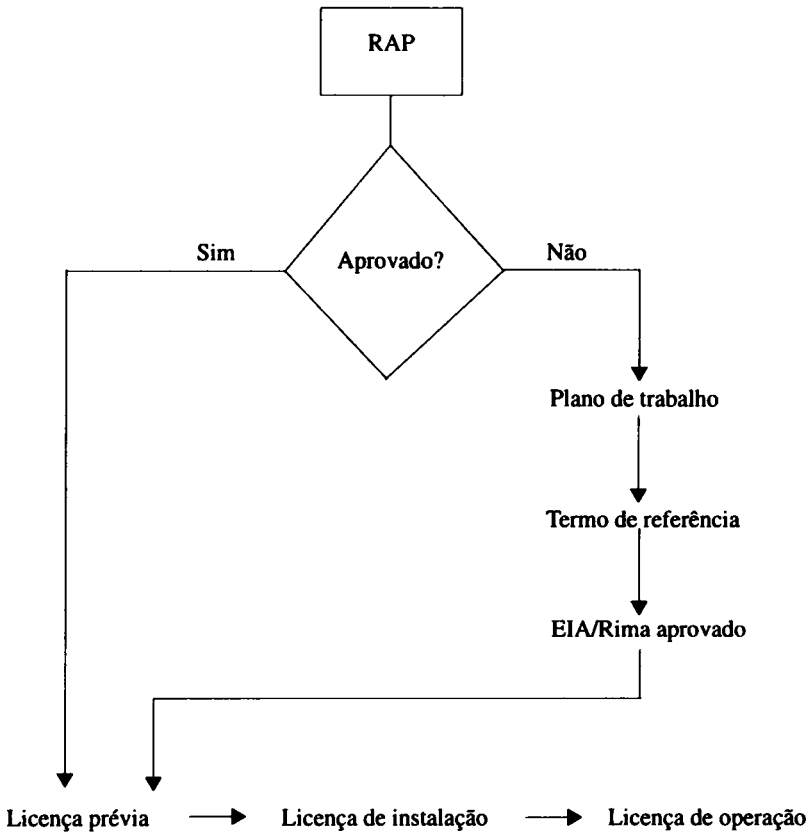 RAP
Aprovado?
Sim
Não
Plano de trabalho
Termo de referência
EIA/Rima aprovado
Licença prévia
Licença de instalação
Licença de operação